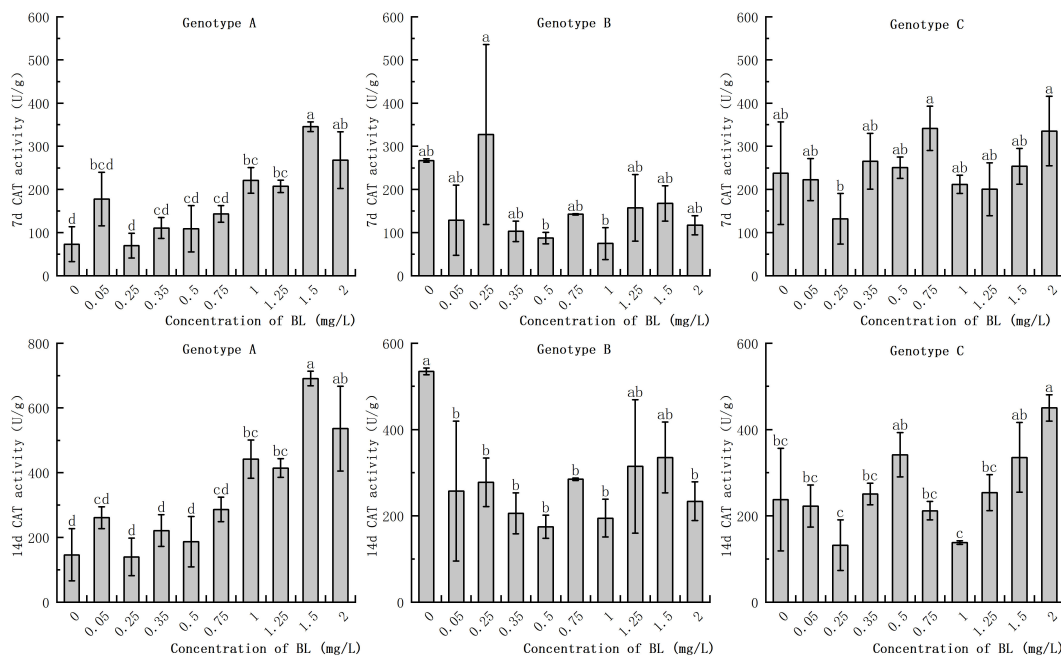 Genotype A
7d CAT activity (U/g)
600
500
400
300
200
100
0
d
bcd
d
cd
cd
cd
bc
bc
a
ab
0 0.05 0.25 0.35 0.5 0.75 1 1.25 1.5 2
Concentration of BL (mg/L)
Genotype B
7d CAT activity (U/g)
600
500
400
300
200
100
0
ab
ab
a
ab
b
ab
b
ab
ab
ab
0 0.05 0.25 0.35 0.5 0.75 1 1.25 1.5 2
Concentration of BL (mg/L)
Genotype C
7d CAT activity (U/g)
600
500
400
300
200
100
0
ab
ab
b
ab
ab
a
ab
ab
ab
a
0 0.05 0.25 0.35 0.5 0.75 1 1.25 1.5 2
Concentration of BL (mg/L)
Genotype A
14d CAT activity (U/g)
800
600
400
200
0
d
cd
d
cd
d
cd
bc
bc
a
ab
0 0.05 0.25 0.35 0.5 0.75 1 1.25 1.5 2
Concentration of BL (mg/L)
Genotype B
14d CAT activity (U/g)
600
400
200
0
a
b
b
b
b
b
b
ab
ab
b
0 0.05 0.25 0.35 0.5 0.75 1 1.25 1.5 2
Concentration of BL (mg/L)
Genotype C
14d CAT activity (U/g)
600
400
200
0
bc
bc
c
bc
ab
bc
c
bc
ab
a
0 0.05 0.25 0.35 0.5 0.75 1 1.25 1.5 2
Concentration of BL (mg/L)